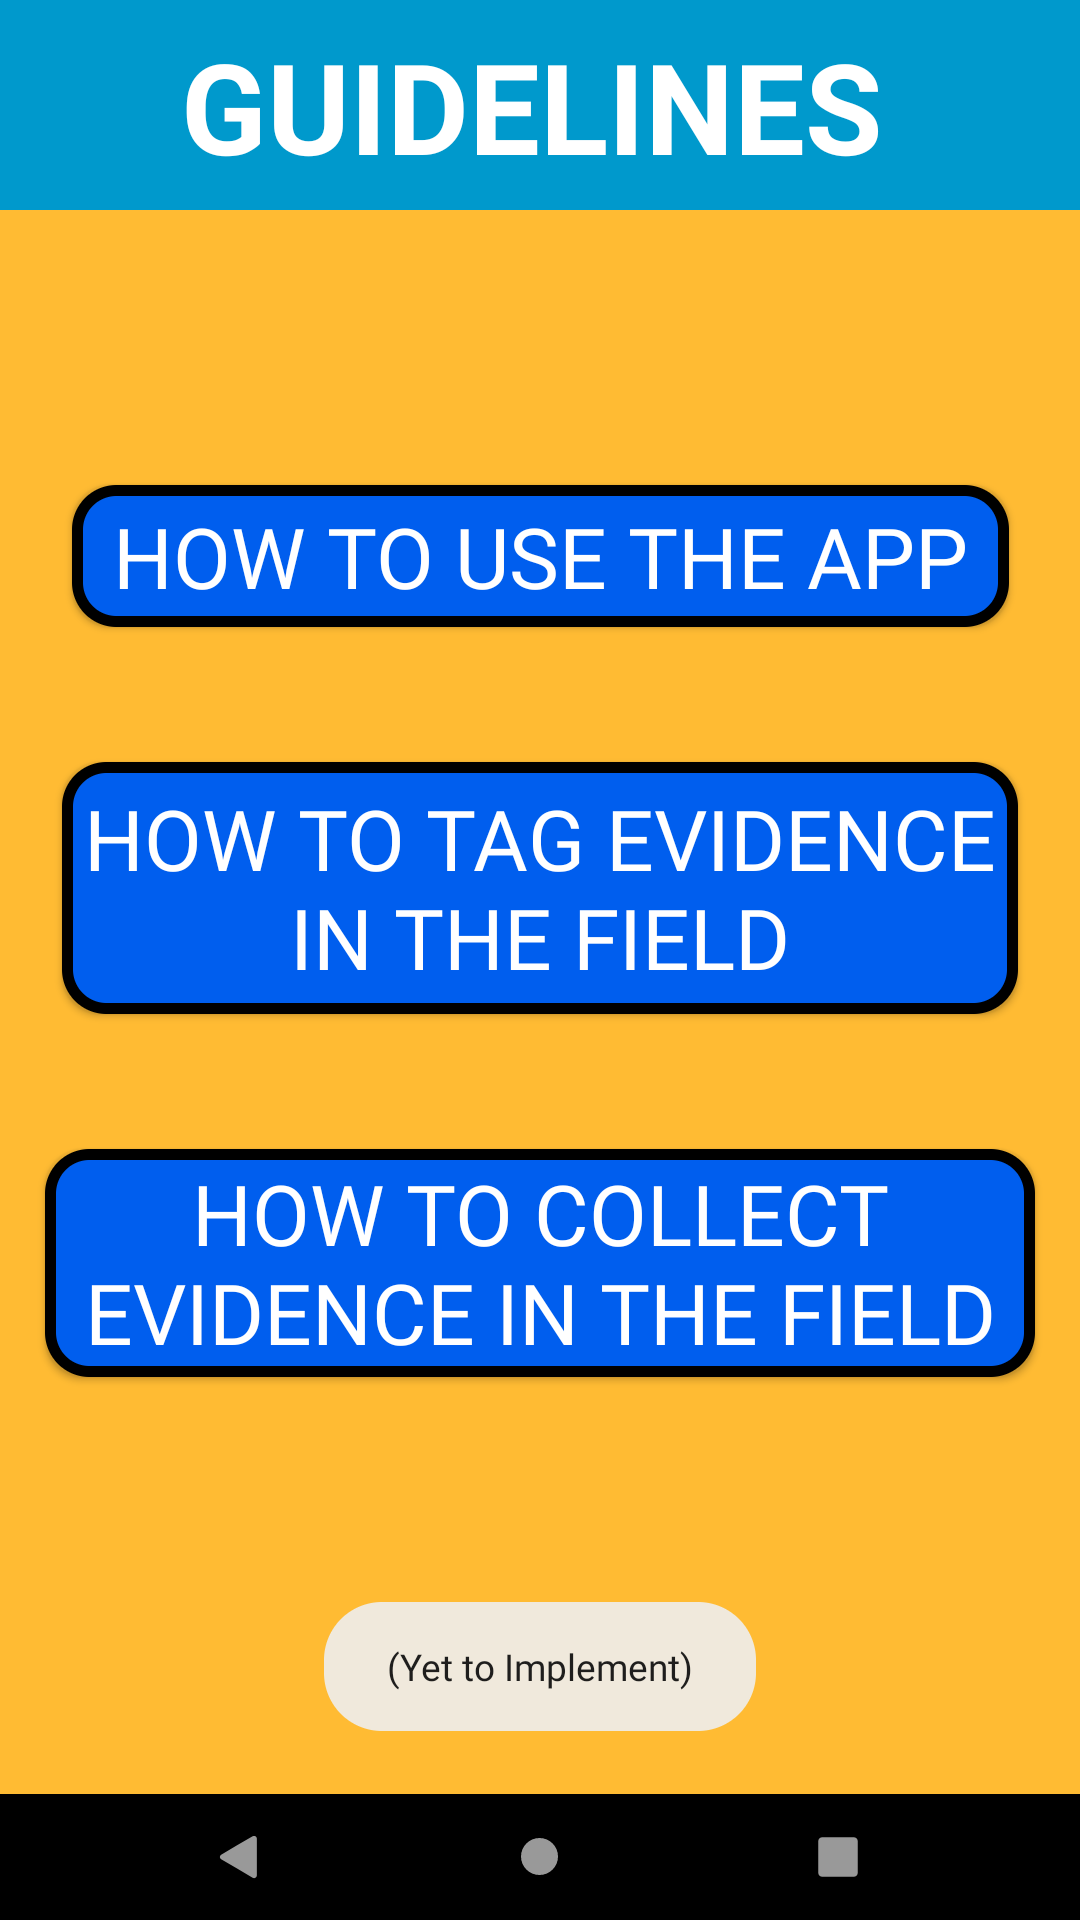 GUIDELINES
HOW TO USE THE APP
HOW TO TAG EVIDENCE
IN THE FIELD
HOW TO COLLECT
EVIDENCE IN THE FIELD
(Yet to Implement)